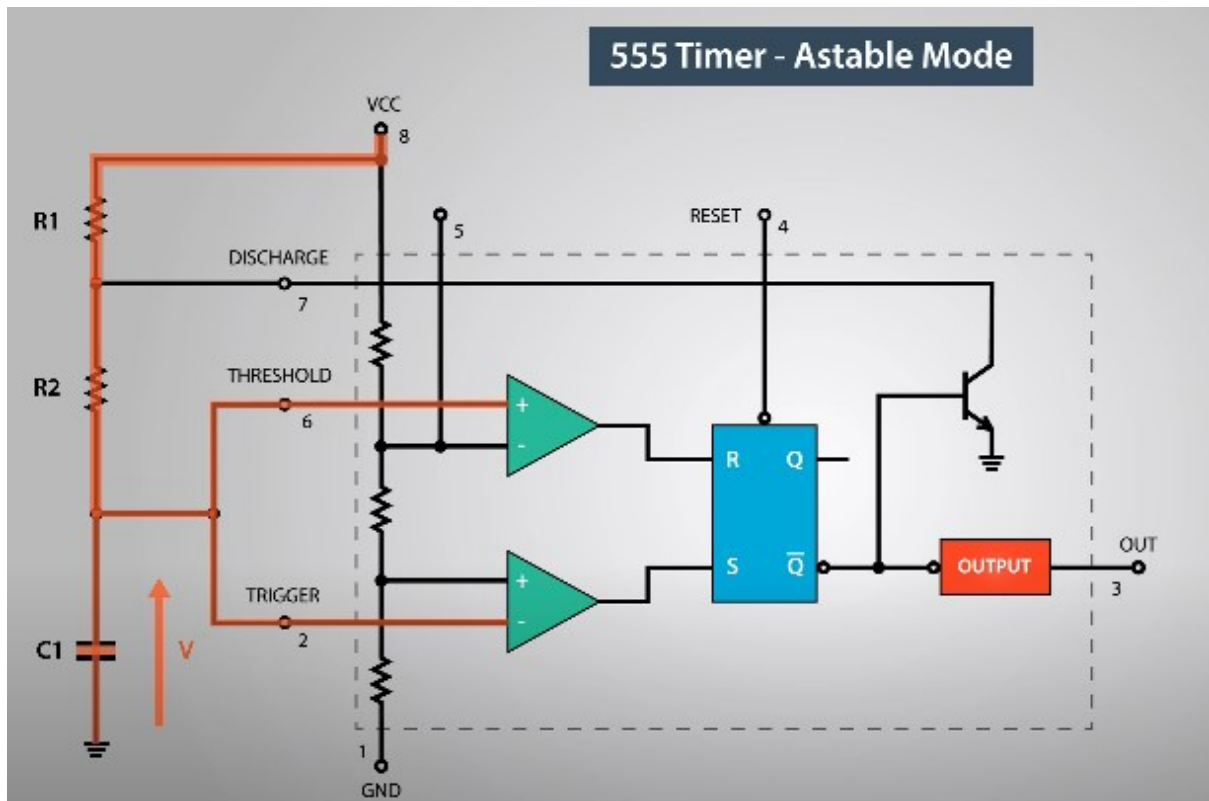 555 Timer - Astable Mode
VCC
8
R1
5
RESET
4
DISCHARGE
7
R2
THRESHOLD
6
+
-
R
Q
S
Q̅
+
-
OUTPUT
OUT
3
TRIGGER
2
C1
V
1
GND